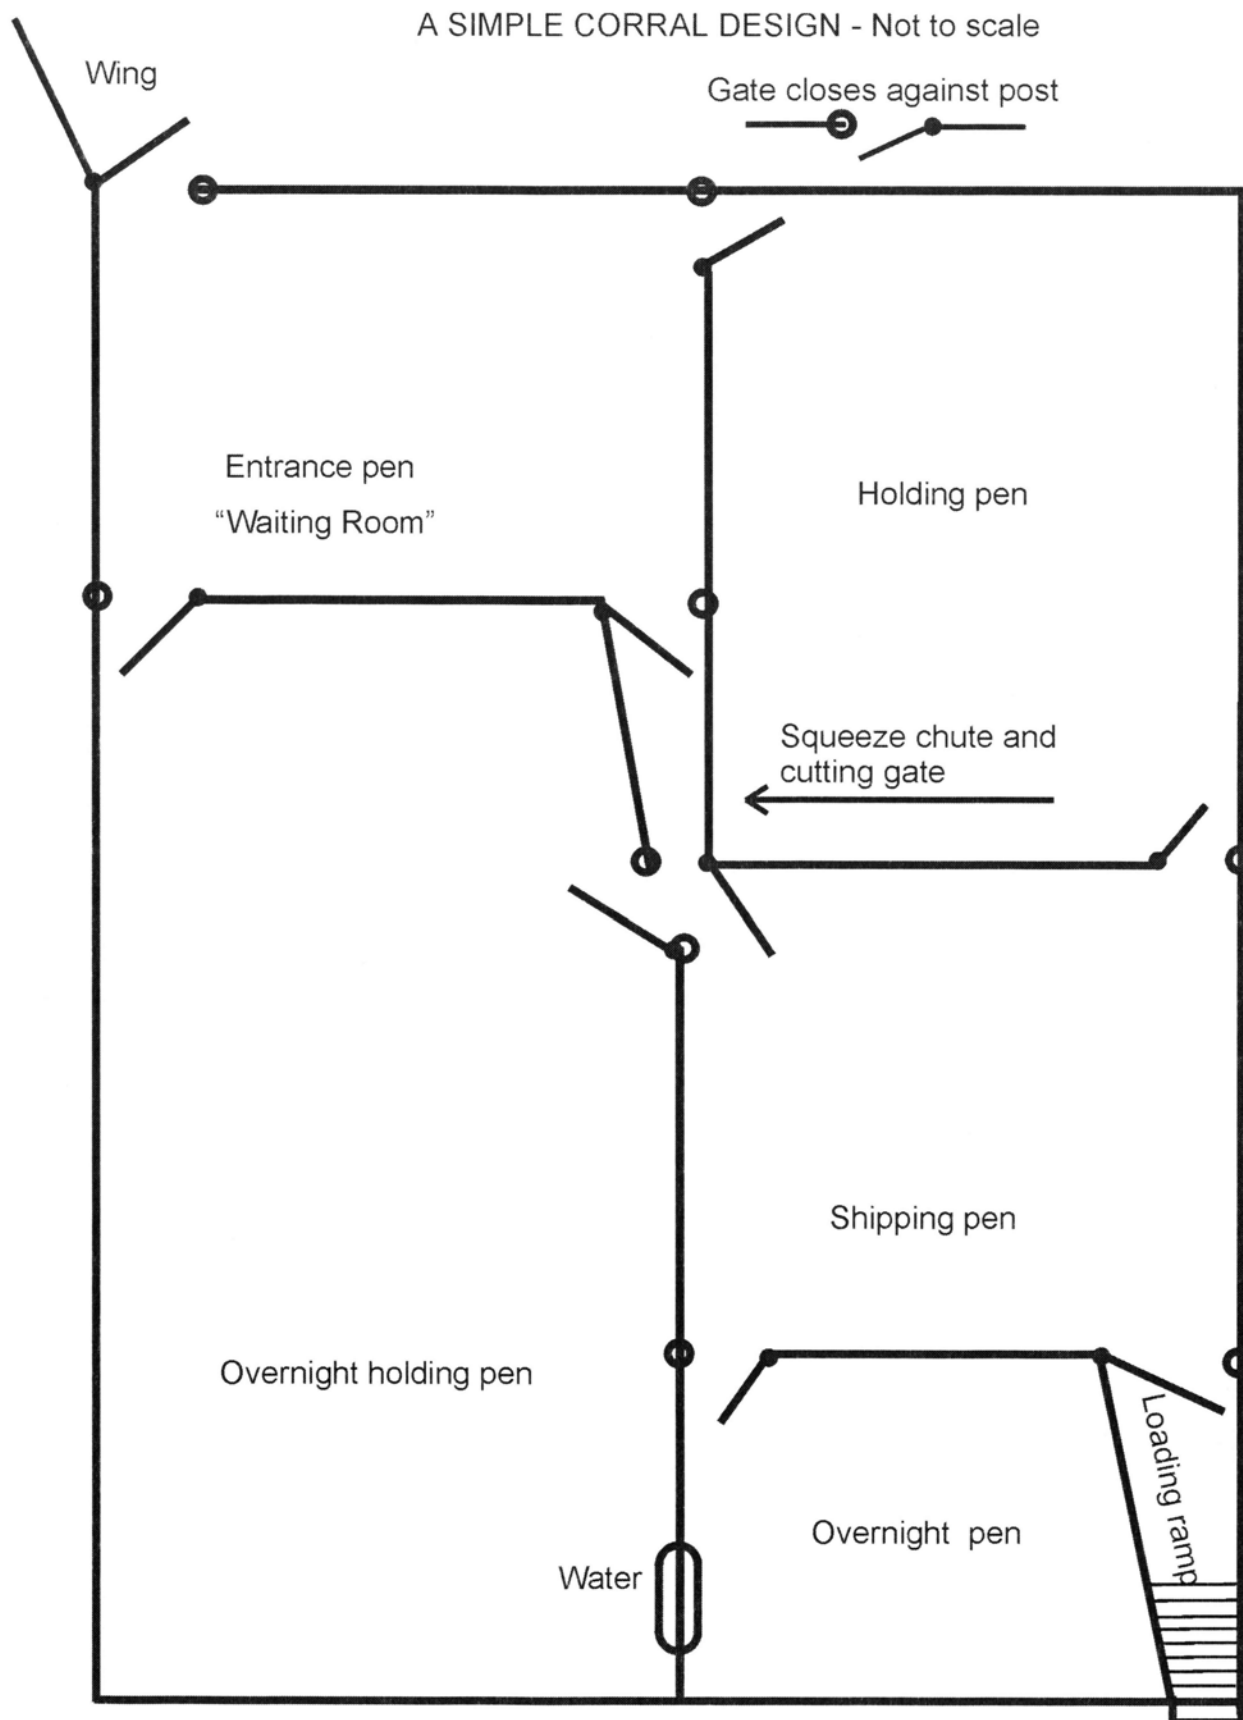 A SIMPLE CORRAL DESIGN - Not to scale
Wing
Gate closes against post
Entrance pen
“Waiting Room”
Holding pen
Squeeze chute and
cutting gate
Shipping pen
Overnight holding pen
Loading ramp
Overnight pen
Water